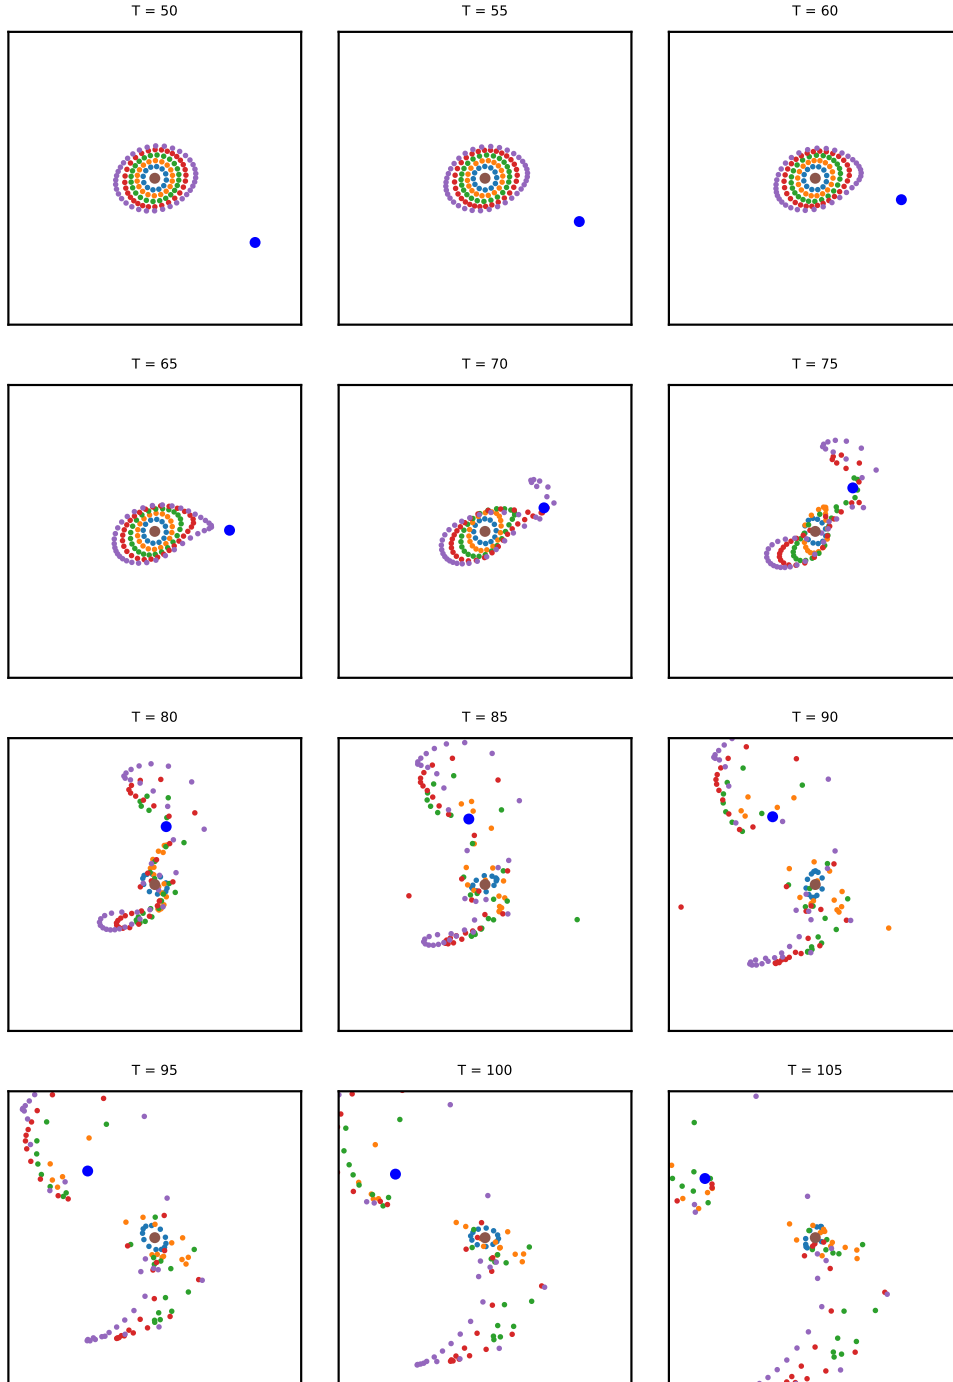 T = 50
T = 55
T = 60
T = 65
T = 70
T = 75
T = 80
T = 85
T = 90
T = 95
T = 100
T = 105